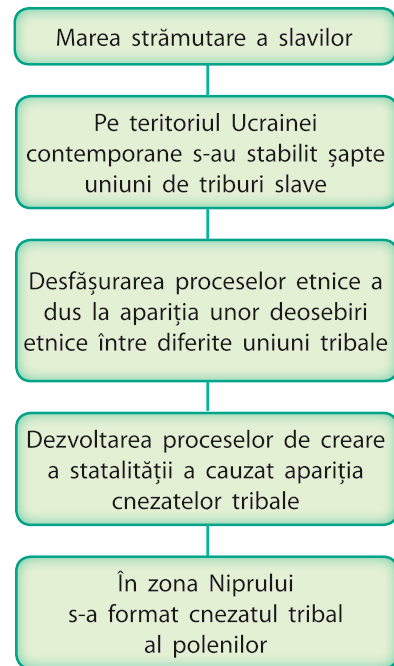 Marea strămutare a slavilor
Pe teritoriul Ucrainei
contemporane s-au stabilit șapte
uniuni de triburi slave
Desfășurarea proceselor etnice a
dus la apariția unor deosebiri
etnice între diferite uniuni tribale
Dezvoltarea proceselor de creare
a statalității a cauzat apariția
cnezatelor tribale
În zona Niprului
s-a format cnezatul tribal
al polenilor